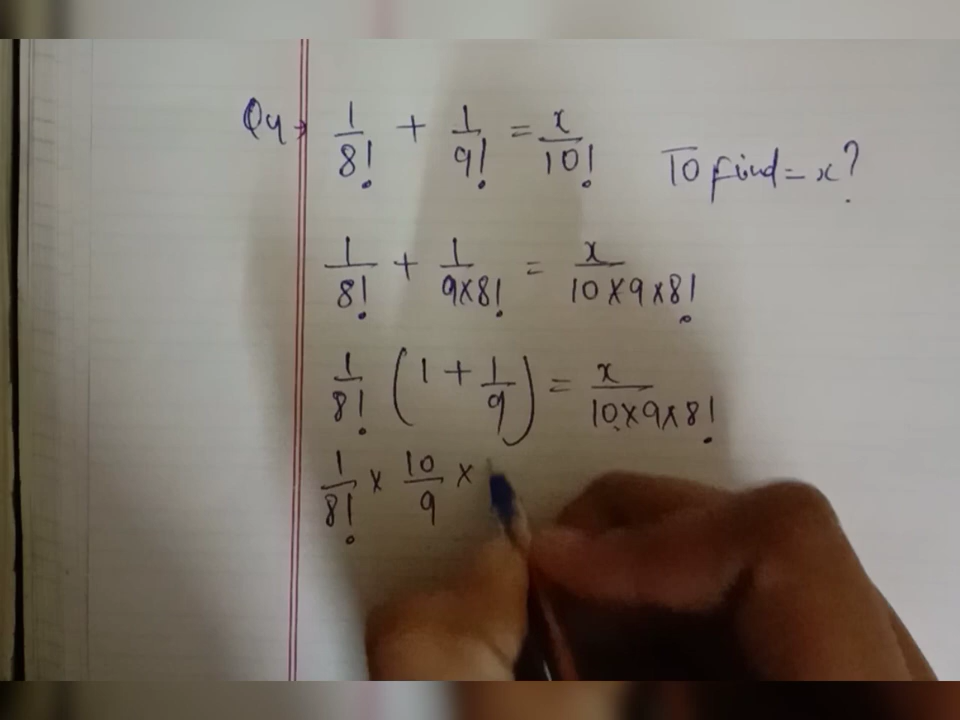 Q4→ 1/8! + 1/9! = x/10! To find = x?
1/8! + 1/9×8! = x/10×9×8!
1/8! (1 + 1/9) = x/10×9×8!
1/8! × 10/9 ×